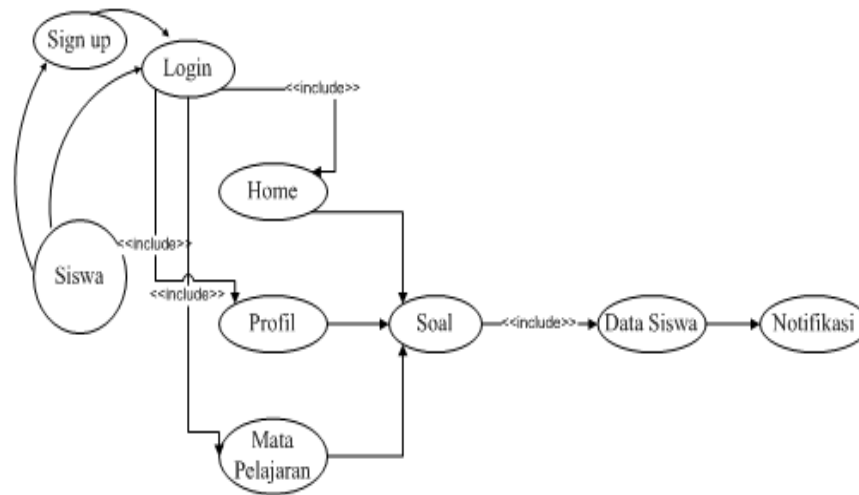 Sign up
Login
<<include>>
Home
Siswa
<<include>>
<<include>>
Profil
Soal
<<include>>
Data Siswa
Notifikasi
Mata
Pelajaran